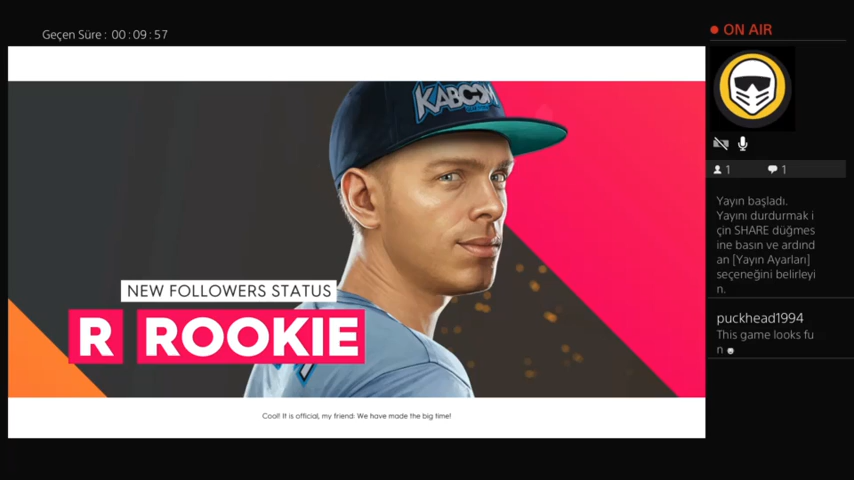 Geçen Süre : 00:09:57
ON AIR
KABOOM
1 1
NEW FOLLOWERS STATUS
R ROOKIE
Cool! It is official, my friend: We have made the big time!
Yayın başladı.
Yayını durdurmak i
çin SHARE düğmes
ine basın ve ardınd
an [Yayın Ayarları]
seçeneğini belirleyi
n.
puckhead1994
This game looks fu
n